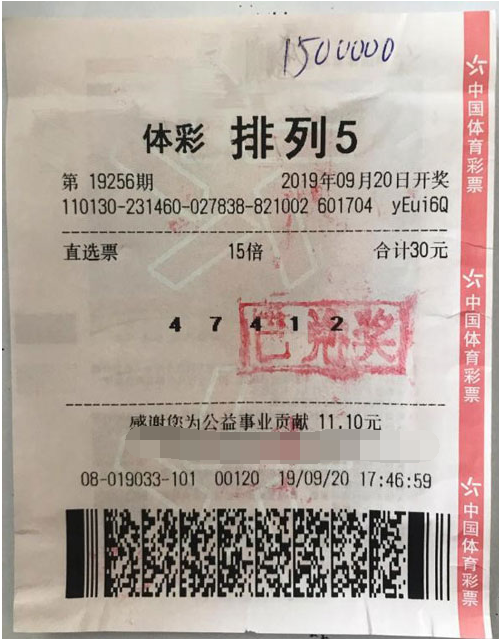 1500000
体彩 排列5
第 19256期 2019年09月20日开奖
110130-231460-027838-821002 601704 yEui6Q
直选票 15倍 合计30元
4 7 4 1 2
已兑奖
感谢您为公益事业贡献 11.10元
08-019033-101 00120 19/09/20 17:46:59
中国体育彩票
中国体育彩票
中国体育彩票